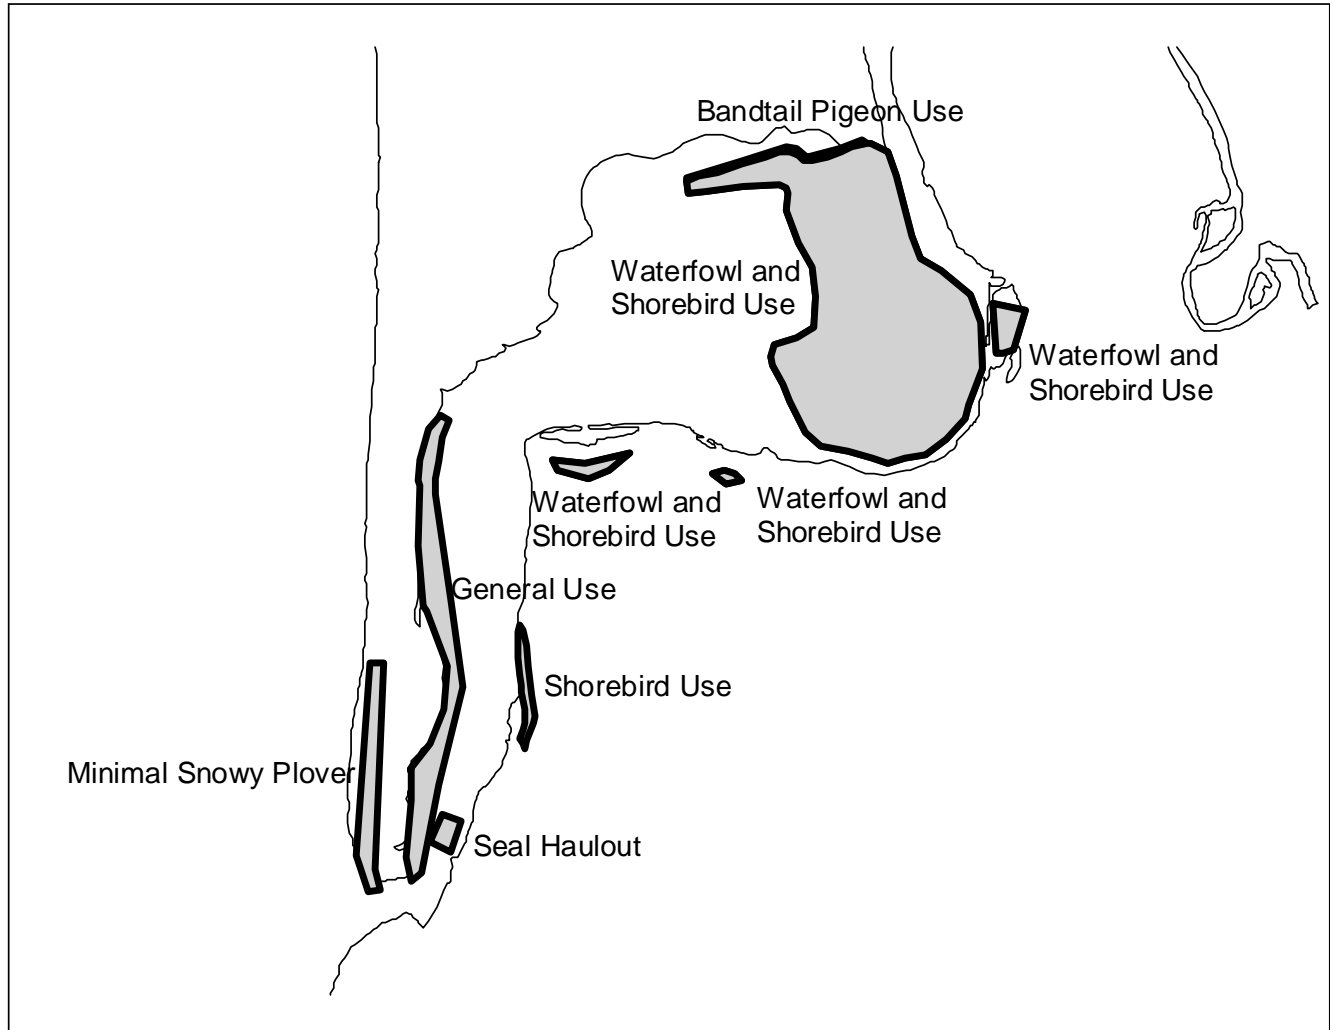 Bandtail Pigeon Use
Waterfowl and
Shorebird Use
Waterfowl and
Shorebird Use
Waterfowl and
Shorebird Use
Waterfowl and
Shorebird Use
General Use
Shorebird Use
Minimal Snowy Plover
Seal Haulout